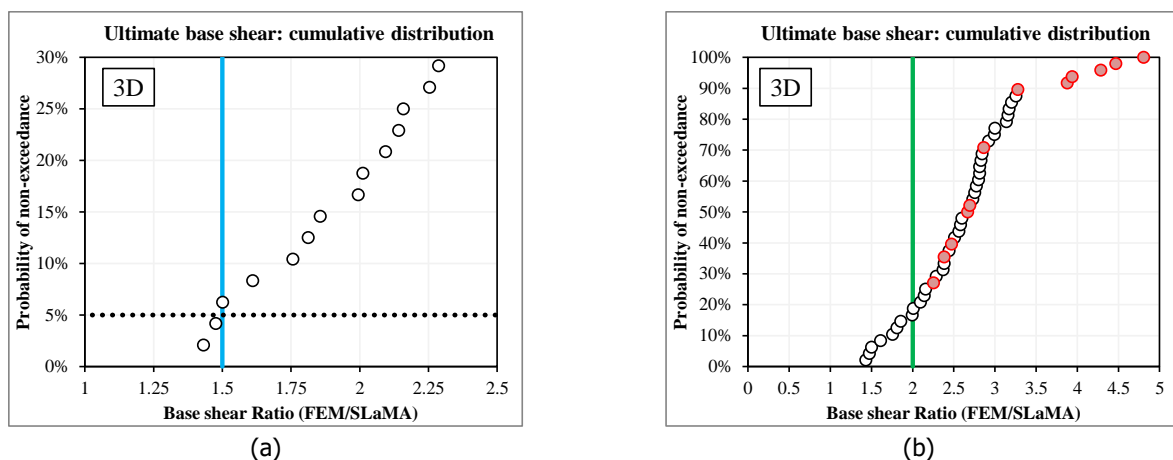 Ultimate base shear: cumulative distribution
3D
Probability of non-exceedance
30%
25%
20%
15%
10%
5%
0%
1 1.25 1.5 1.75 2 2.25 2.5
Base shear Ratio (FEM/SLaMA)
(a)
Ultimate base shear: cumulative distribution
3D
Probability of non-exceedance
100%
90%
80%
70%
60%
50%
40%
30%
20%
10%
0%
0 0.5 1 1.5 2 2.5 3 3.5 4 4.5 5
Base shear Ratio (FEM/SLaMA)
(b)